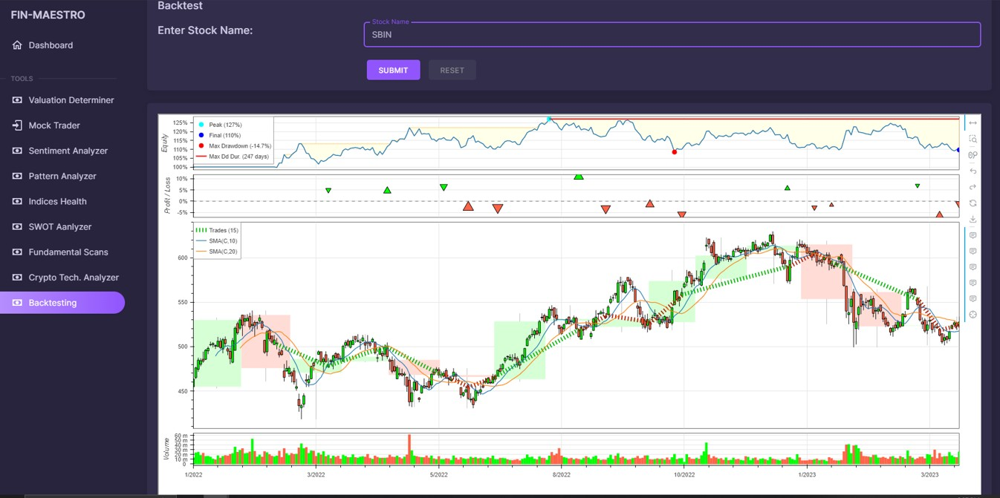 FIN-MAESTRO
Dashboard
TOOLS
Valuation Determiner
Mock Trader
Sentiment Analyzer
Pattern Analyzer
Indices Health
SWOT Aanlyzer
Fundamental Scans
Crypto Tech. Analyzer
Backtesting
Backtest
Enter Stock Name:
Stock Name
SBIN
SUBMIT
RESET
Equity
125%
120%
115%
110%
105%
100%
Peak (127%)
Final (110%)
Max Drawdown (-14.7%)
Max Dd Dur. (247 days)
Profit / Loss
10%
5%
0%
-5%
Trades (15)
SMA(C,10)
SMA(C,20)
600
550
500
450
Volume
60 m
50 m
40 m
30 m
20 m
10 m
0
1/2022
3/2022
5/2022
8/2022
10/2022
1/2023
3/2023